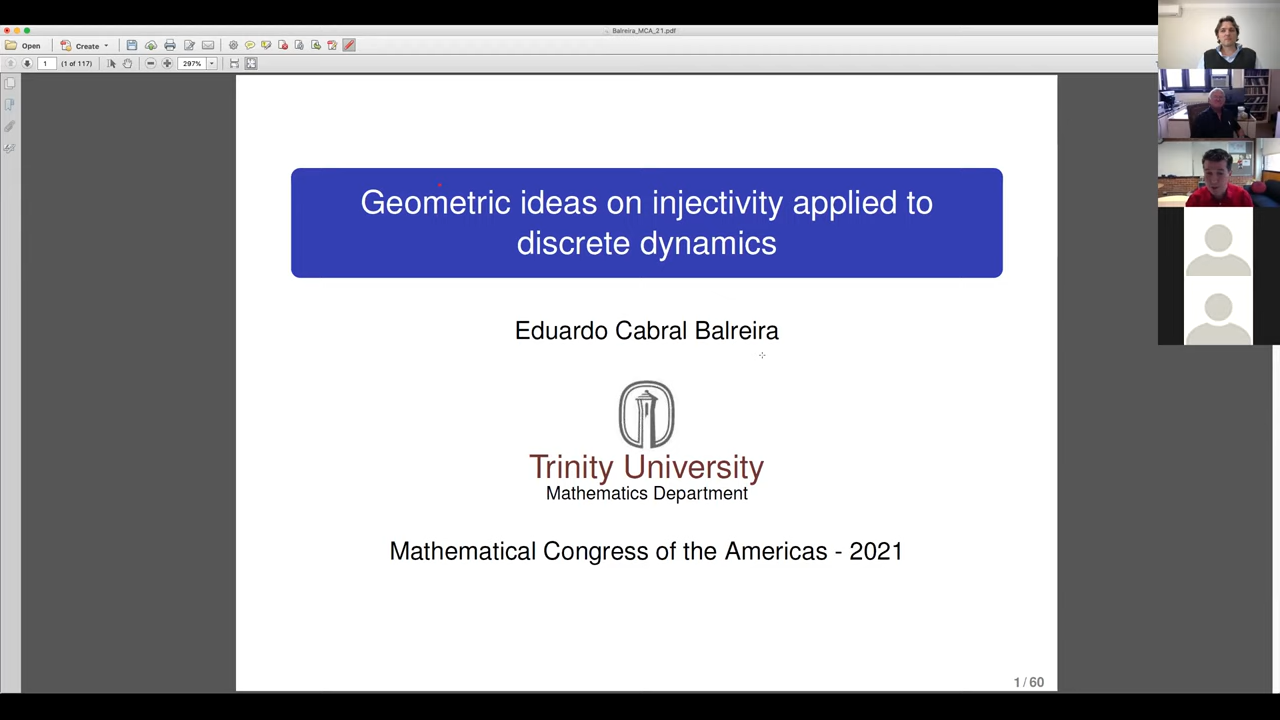 Balreira_MCA_21.pdf
Open
Create
1
(1 of 117)
297%
Geometric ideas on injectivity applied to
discrete dynamics
Eduardo Cabral Balreira
Trinity University
Mathematics Department
Mathematical Congress of the Americas - 2021
1 / 60